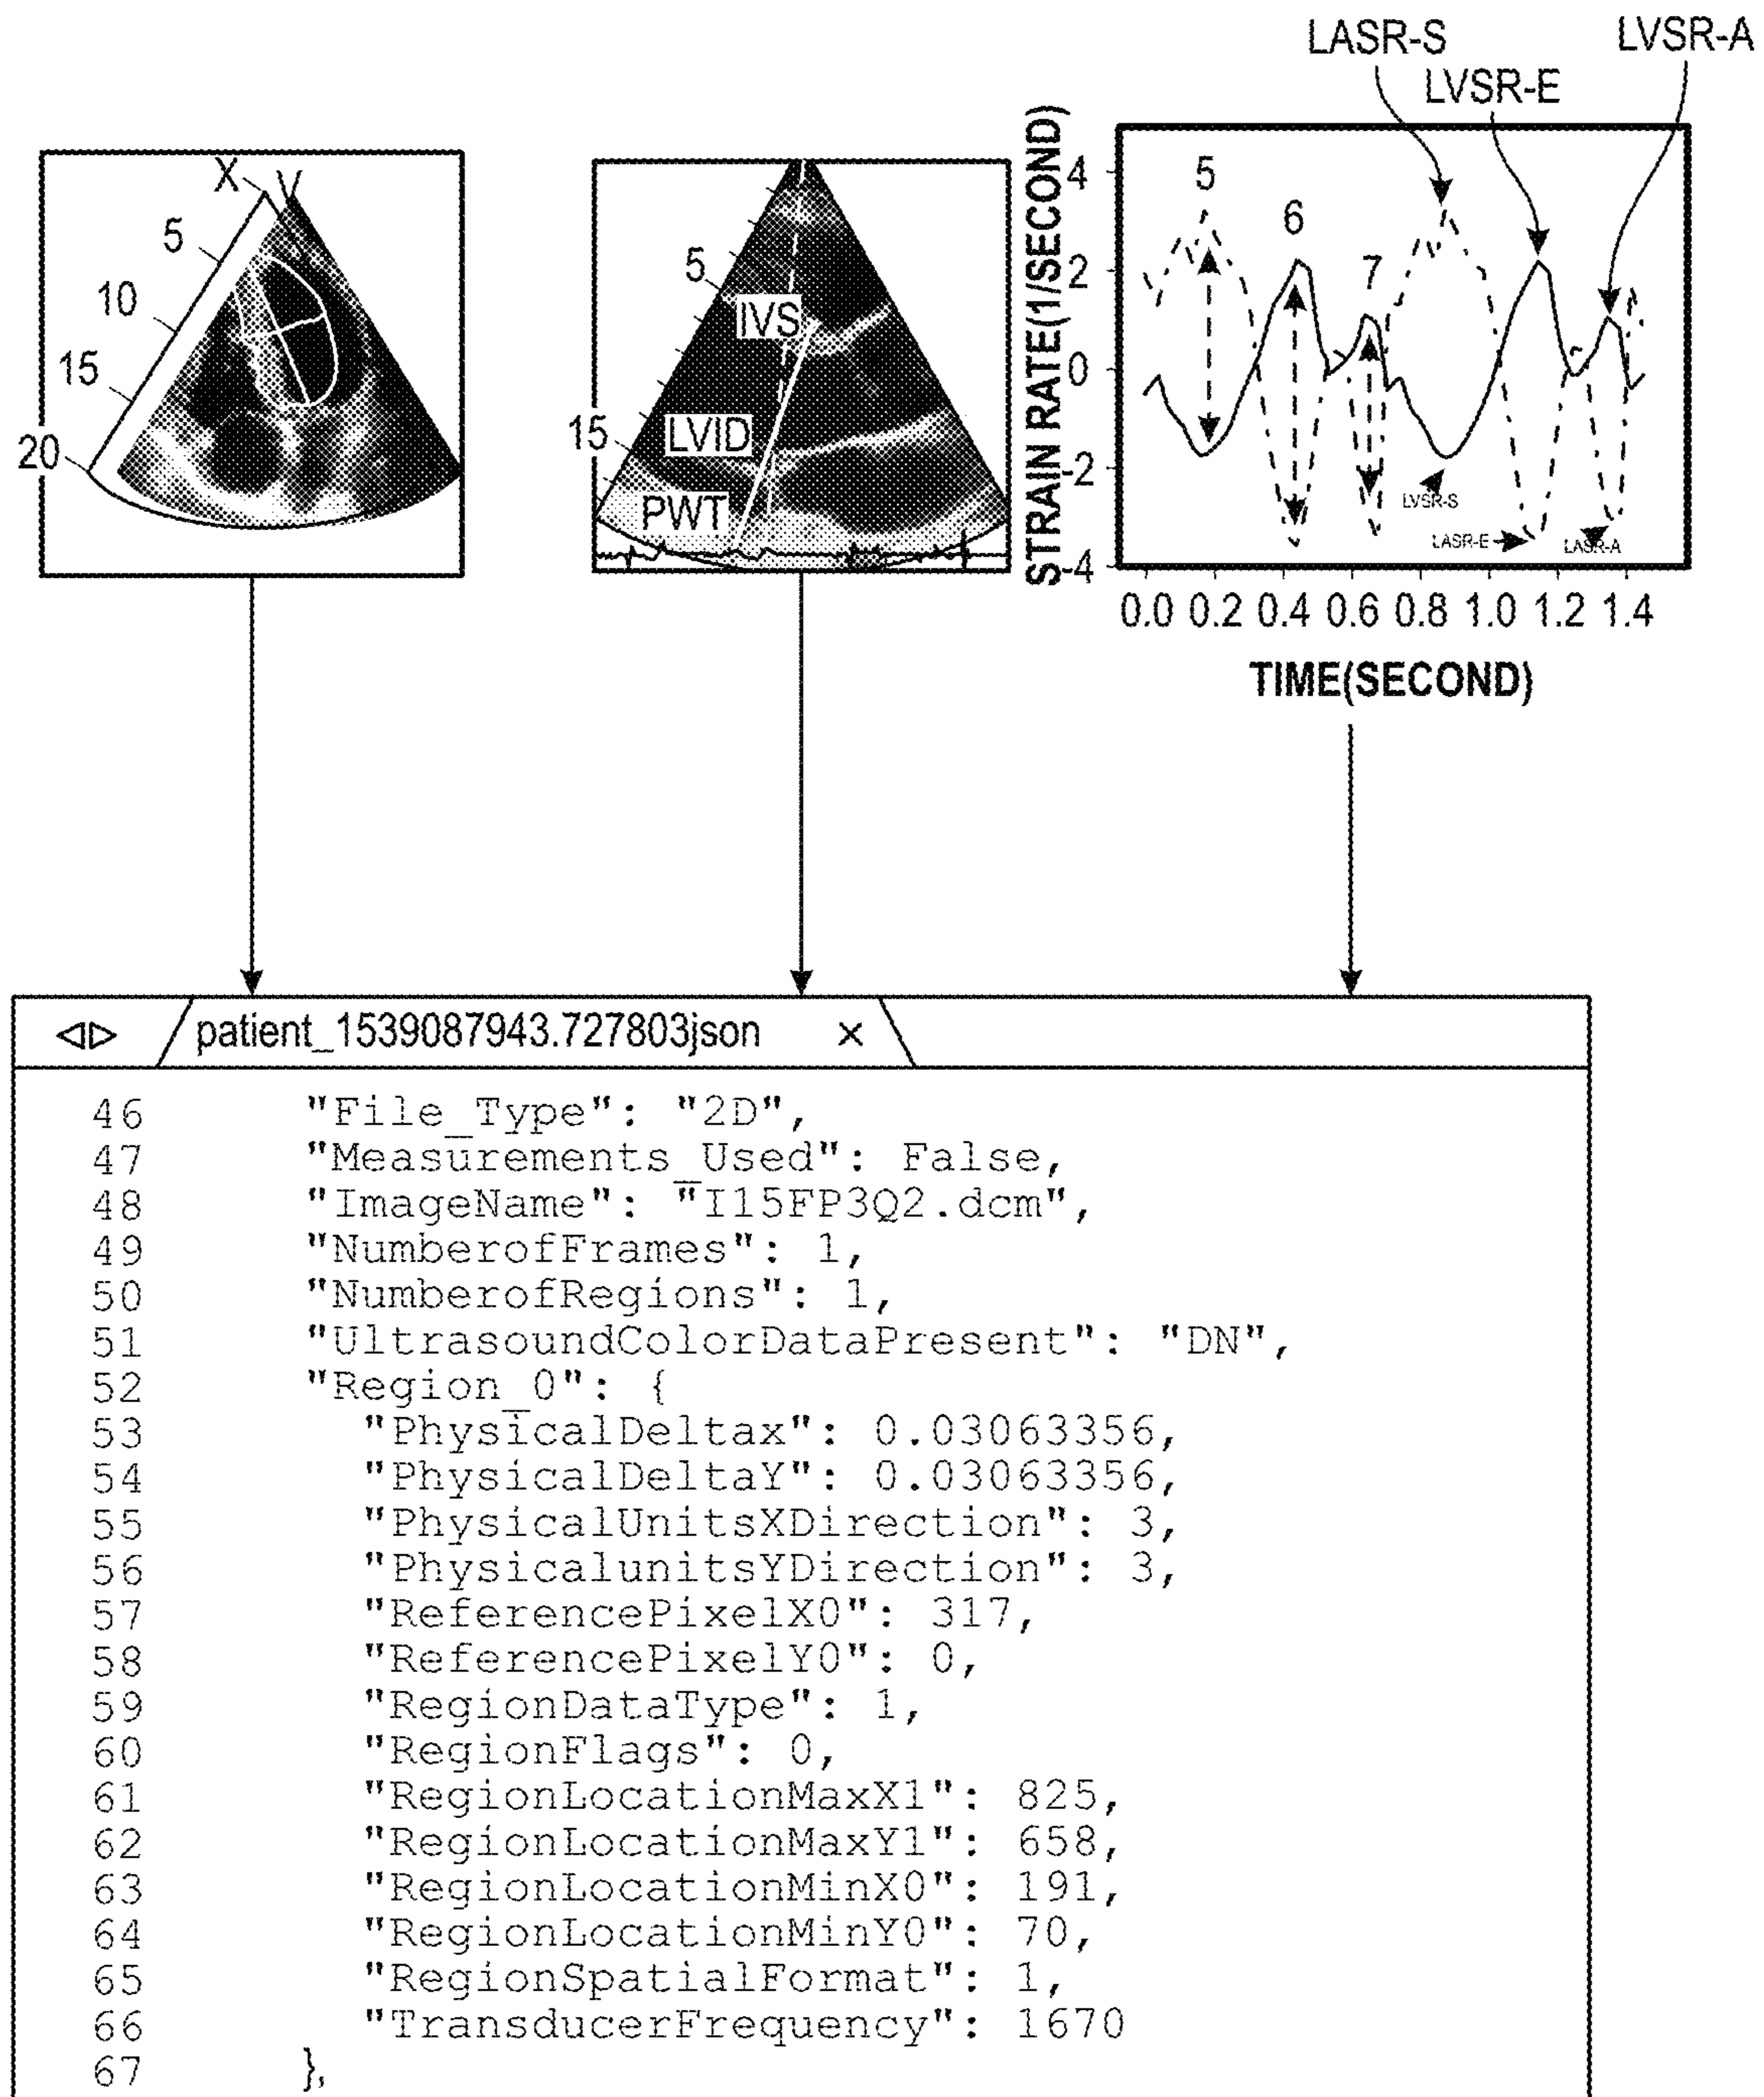 LASR-S
LVSR-A
LVSR-E
X V
5
10
15
20
5
15
IVS
LVID
PWT
STRAIN RATE(1/SECOND)
4
2
0
-2
-4
5
6
7
LVSR-S
LASR-E
LASR-A
0.0 0.2 0.4 0.6 0.8 1.0 1.2 1.4
TIME(SECOND)
patient_1539087943.727803json ×
46 "File_Type": "2D",
47 "Measurements_Used": False,
48 "ImageName": "I15FP3Q2.dcm",
49 "NumberofFrames": 1,
50 "NumberofRegions": 1,
51 "UltrasoundColorDataPresent": "DN",
52 "Region_0": {
53 "PhysicalDeltax": 0.03063356,
54 "PhysicalDeltaY": 0.03063356,
55 "PhysicalUnitsXDirection": 3,
56 "PhysicalunitsYDirection": 3,
57 "ReferencePixelX0": 317,
58 "ReferencePixelY0": 0,
59 "RegionDataType": 1,
60 "RegionFlags": 0,
61 "RegionLocationMaxX1": 825,
62 "RegionLocationMaxY1": 658,
63 "RegionLocationMinX0": 191,
64 "RegionLocationMinY0": 70,
65 "RegionSpatialFormat": 1,
66 "TransducerFrequency": 1670
67 },